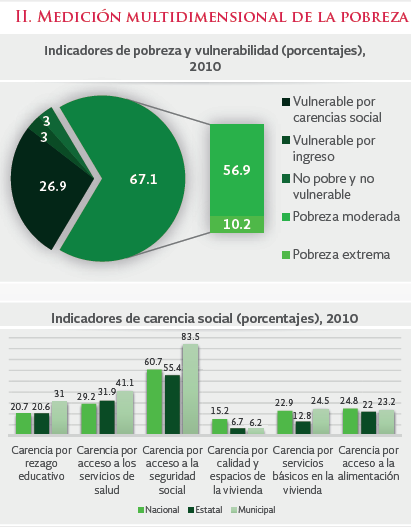 II. Medición multidimensional de la pobreza
Indicadores de pobreza y vulnerabilidad (porcentajes),
2010
3
3
26.9
67.1
56.9
10.2
Vulnerable por
carencias social
Vulnerable por
ingreso
No pobre y no
vulnerable
Pobreza moderada
Pobreza extrema
Indicadores de carencia social (porcentajes), 2010
20.7 20.6 31
29.2 31.9 41.1
60.7 55.4 83.5
15.2 6.7 6.2
22.9 12.8 24.5
24.8 22 23.2
Carencia por
rezago
educativo
Carencia por
acceso a los
servicios de
salud
Carencia por
acceso a la
seguridad
social
Carencia por
calidad y
espacios de
la vivienda
Carencia por
servicios
básicos en la
vivienda
Carencia por
acceso a la
alimentación
Nacional Estatal Municipal